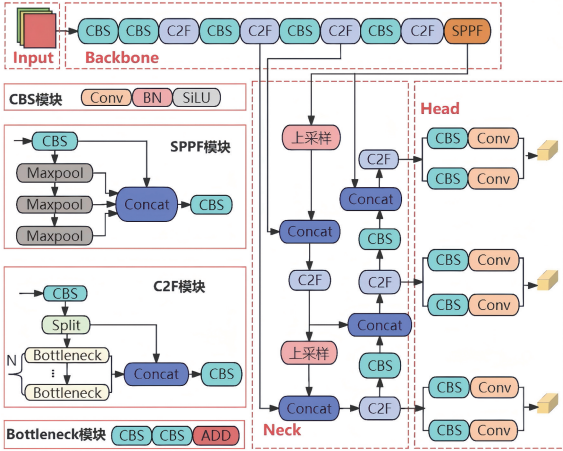 CBS CBS C2F CBS C2F CBS C2F CBS C2F SPPF
Input Backbone
CBS模块 Conv BN SiLU
SPPF模块
CBS
Maxpool
Maxpool Concat CBS
Maxpool
C2F模块
CBS
Split
N Bottleneck
⋮ Concat CBS
Bottleneck
Bottleneck模块 CBS CBS ADD
上采样
Concat
C2F
上采样
Concat
C2F
Concat
CBS
C2F
Concat
CBS
C2F
Neck
Head
CBS Conv
CBS Conv
CBS Conv
CBS Conv
CBS Conv
CBS Conv